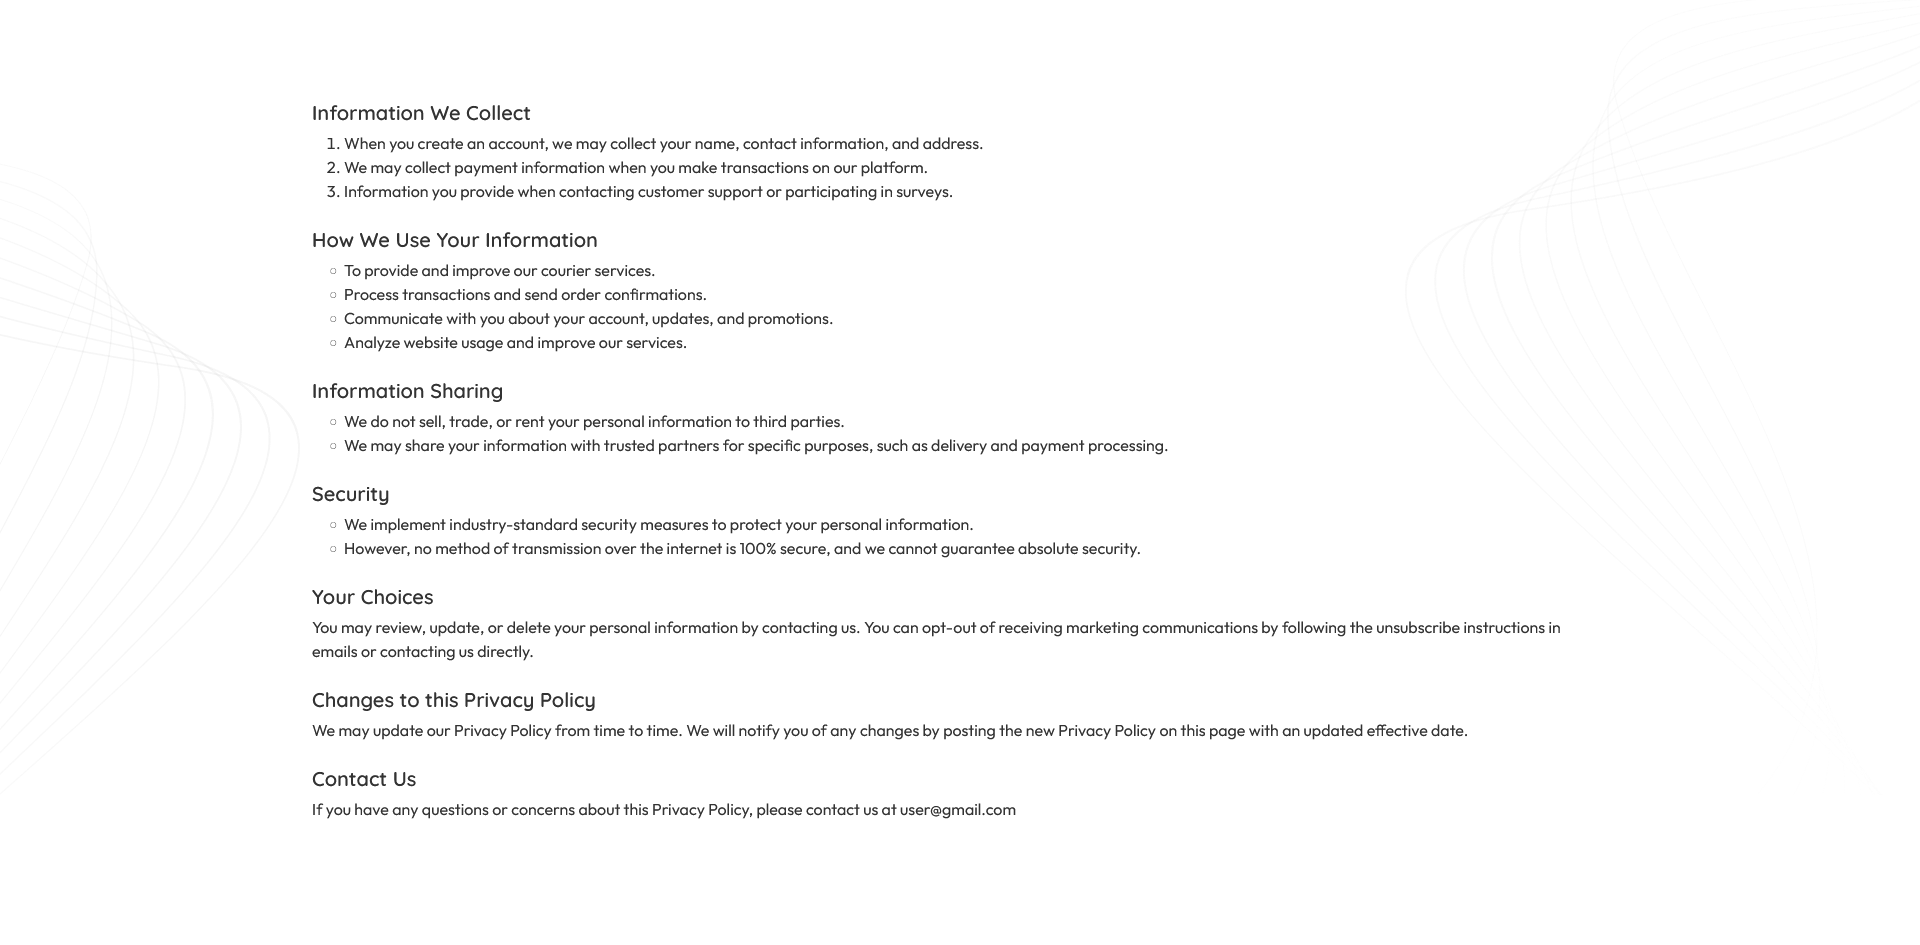 Information We Collect
1. When you create an account, we may collect your name, contact information, and address.
2. We may collect payment information when you make transactions on our platform.
3. Information you provide when contacting customer support or participating in surveys.
How We Use Your Information
○ To provide and improve our courier services.
○ Process transactions and send order confirmations.
○ Communicate with you about your account, updates, and promotions.
○ Analyze website usage and improve our services.
Information Sharing
○ We do not sell, trade, or rent your personal information to third parties.
○ We may share your information with trusted partners for specific purposes, such as delivery and payment processing.
Security
○ We implement industry-standard security measures to protect your personal information.
○ However, no method of transmission over the internet is 100% secure, and we cannot guarantee absolute security.
Your Choices
You may review, update, or delete your personal information by contacting us. You can opt-out of receiving marketing communications by following the unsubscribe instructions in
emails or contacting us directly.
Changes to this Privacy Policy
We may update our Privacy Policy from time to time. We will notify you of any changes by posting the new Privacy Policy on this page with an updated effective date.
Contact Us
If you have any questions or concerns about this Privacy Policy, please contact us at user@gmail.com